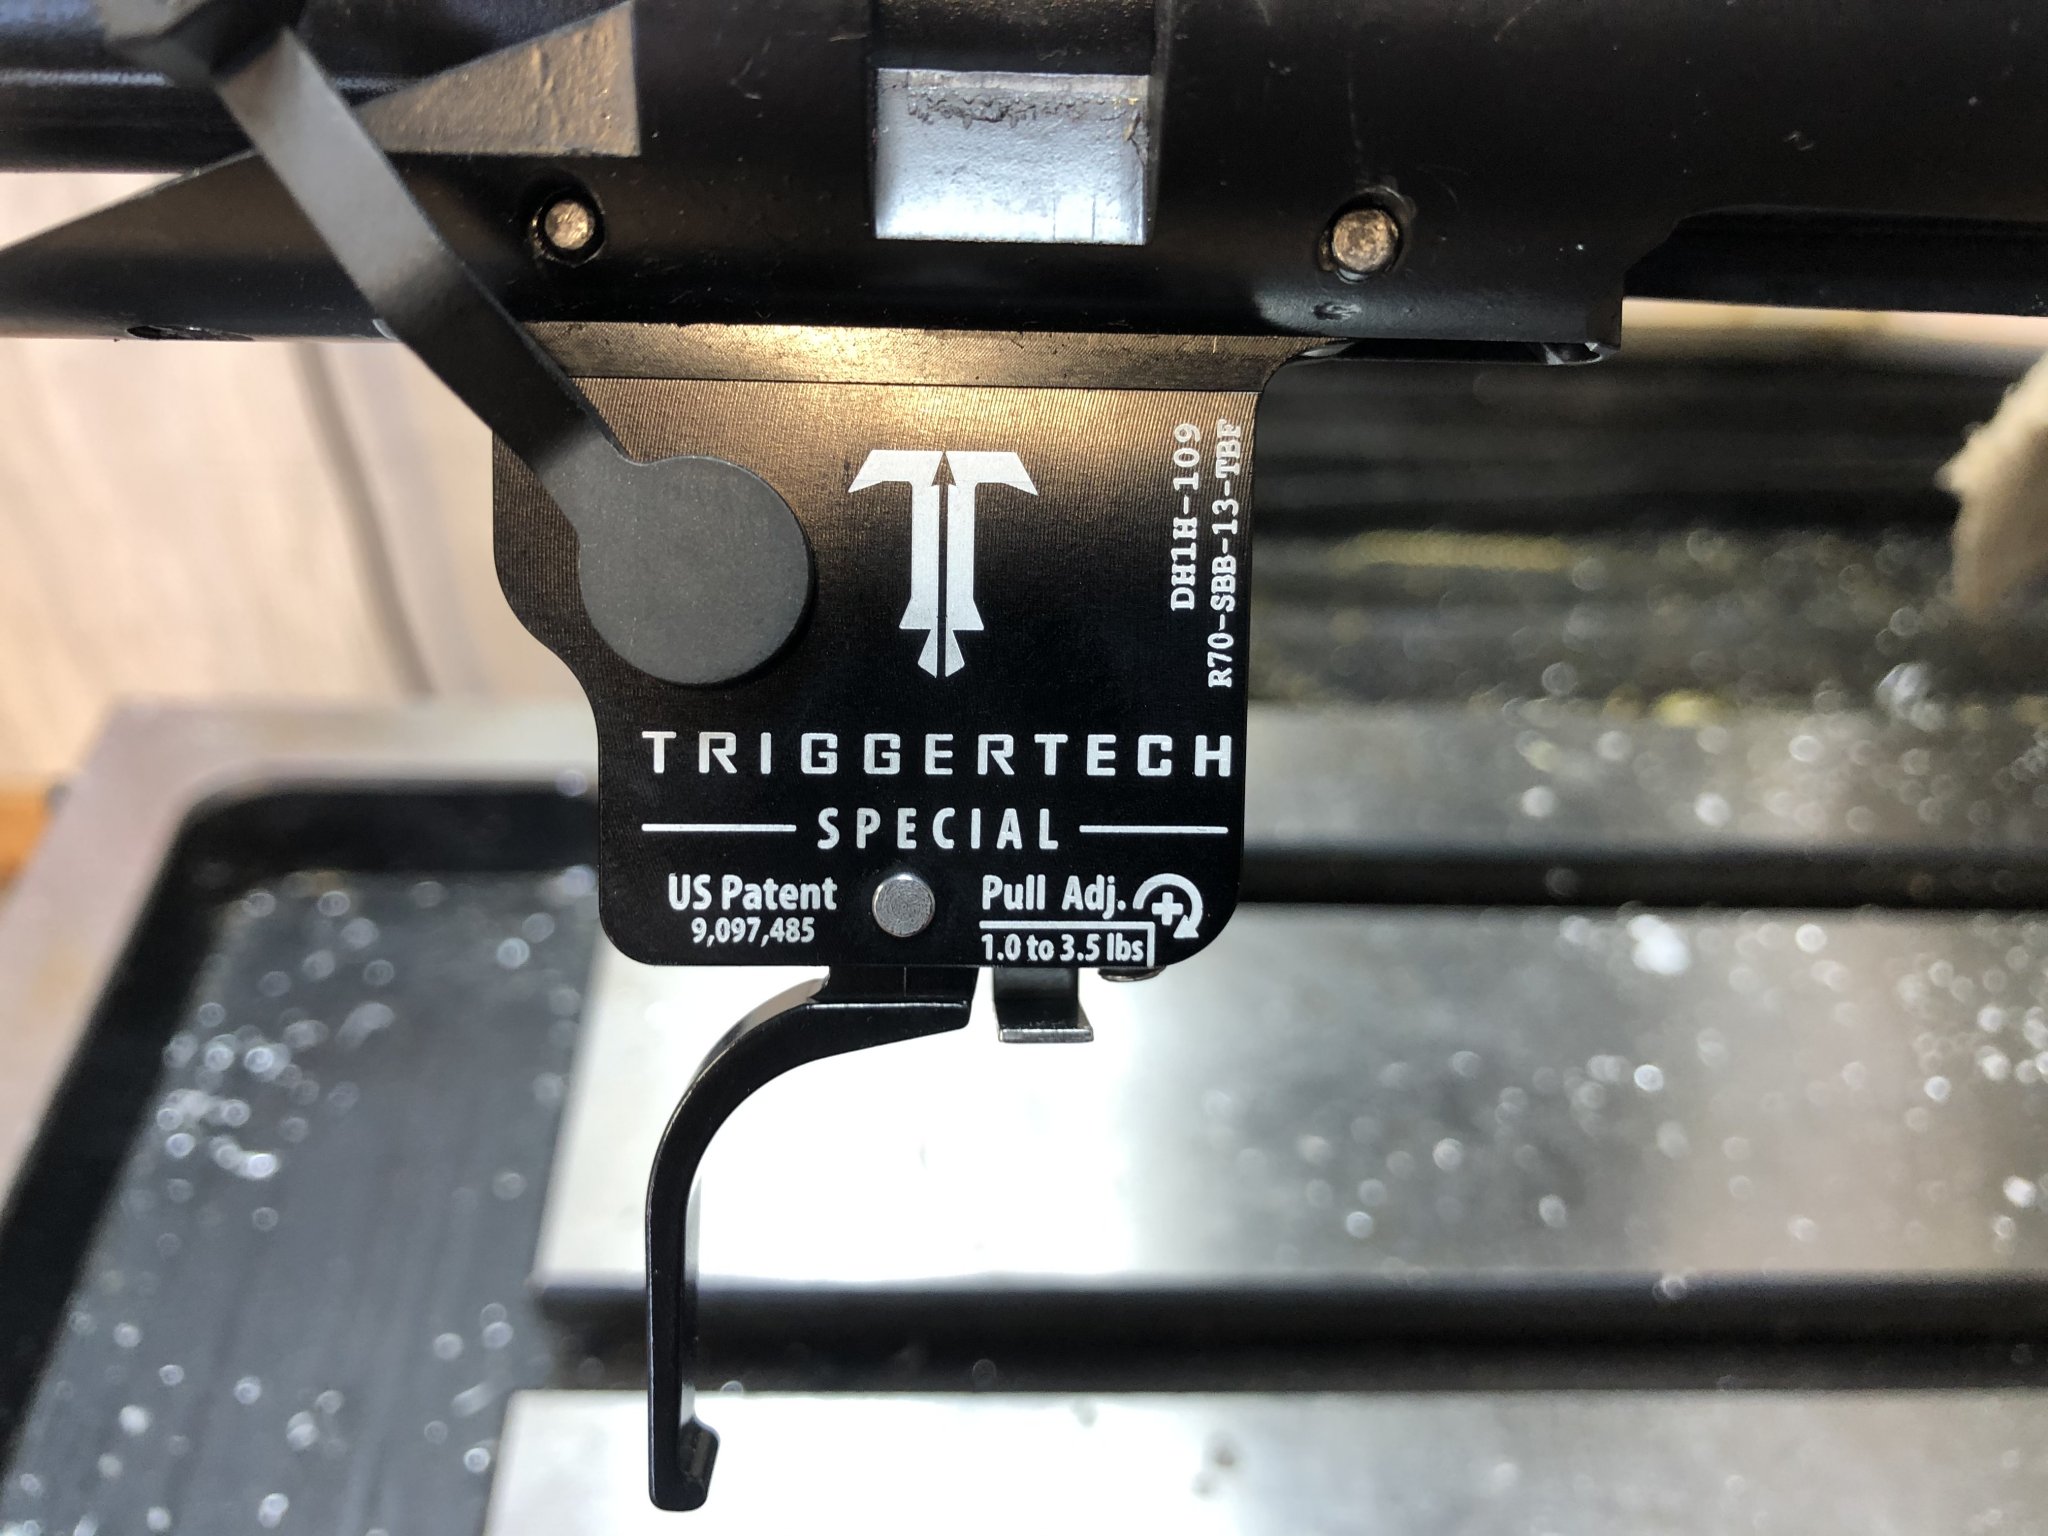 DH1H-109
R70-SBB-13-TBF
TRIGGERTECH
SPECIAL
US Patent
9,097,485
Pull Adj. +
1.0 to 3.5 lbs